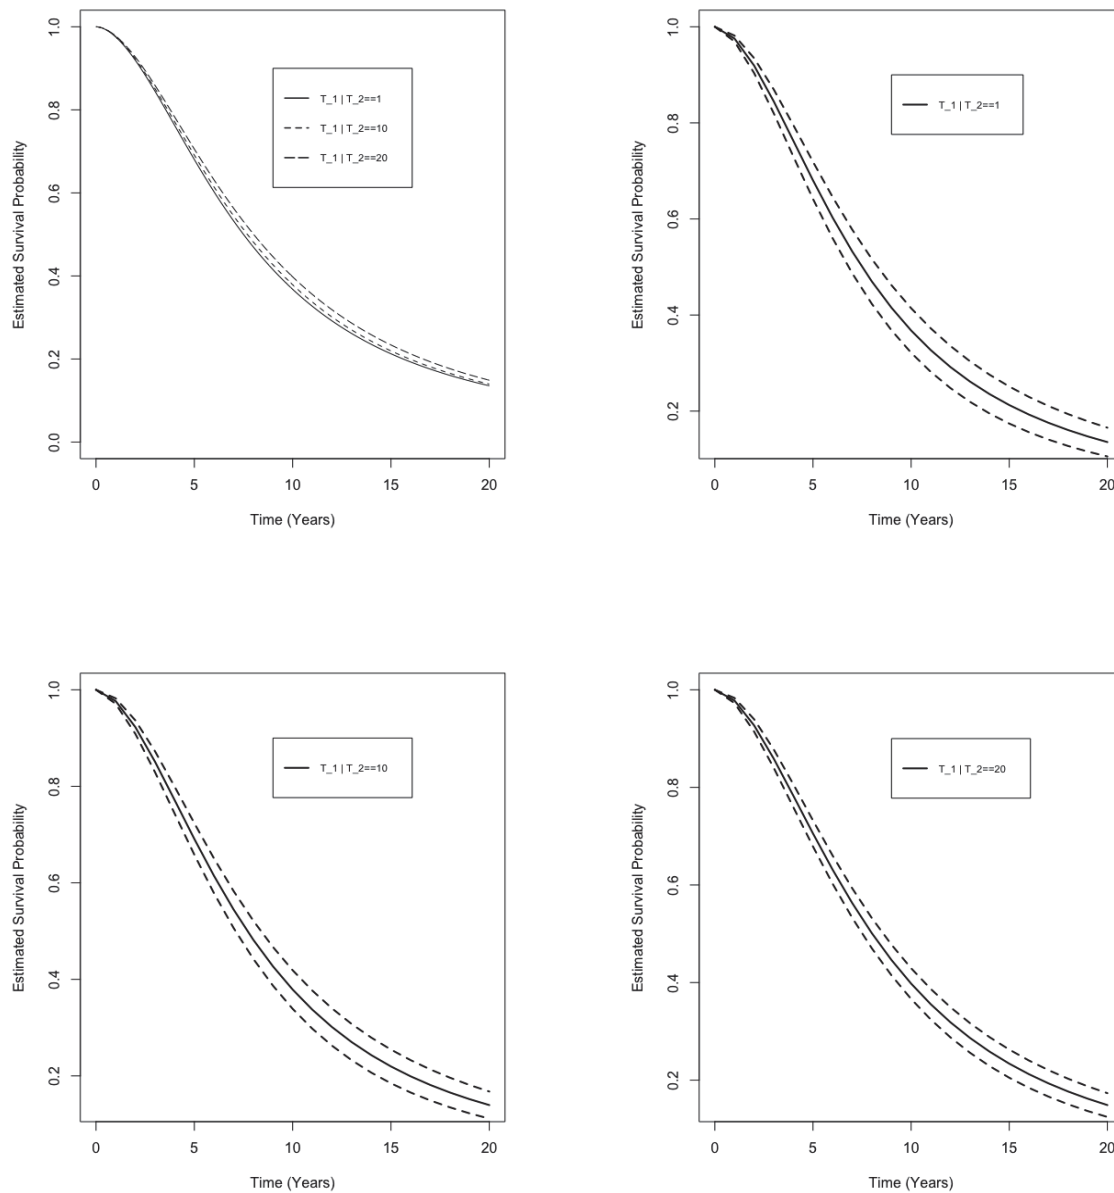 1.0
0.8
0.6
0.4
0.2
0.0
Estimated Survival Probability
T_1 | T_2==1
T_1 | T_2==10
T_1 | T_2==20
0 5 10 15 20
Time (Years)
1.0
0.8
0.6
0.4
0.2
Estimated Survival Probability
T_1 | T_2==1
0 5 10 15 20
Time (Years)
1.0
0.8
0.6
0.4
0.2
Estimated Survival Probability
T_1 | T_2==10
0 5 10 15 20
Time (Years)
1.0
0.8
0.6
0.4
0.2
Estimated Survival Probability
T_1 | T_2==20
0 5 10 15 20
Time (Years)